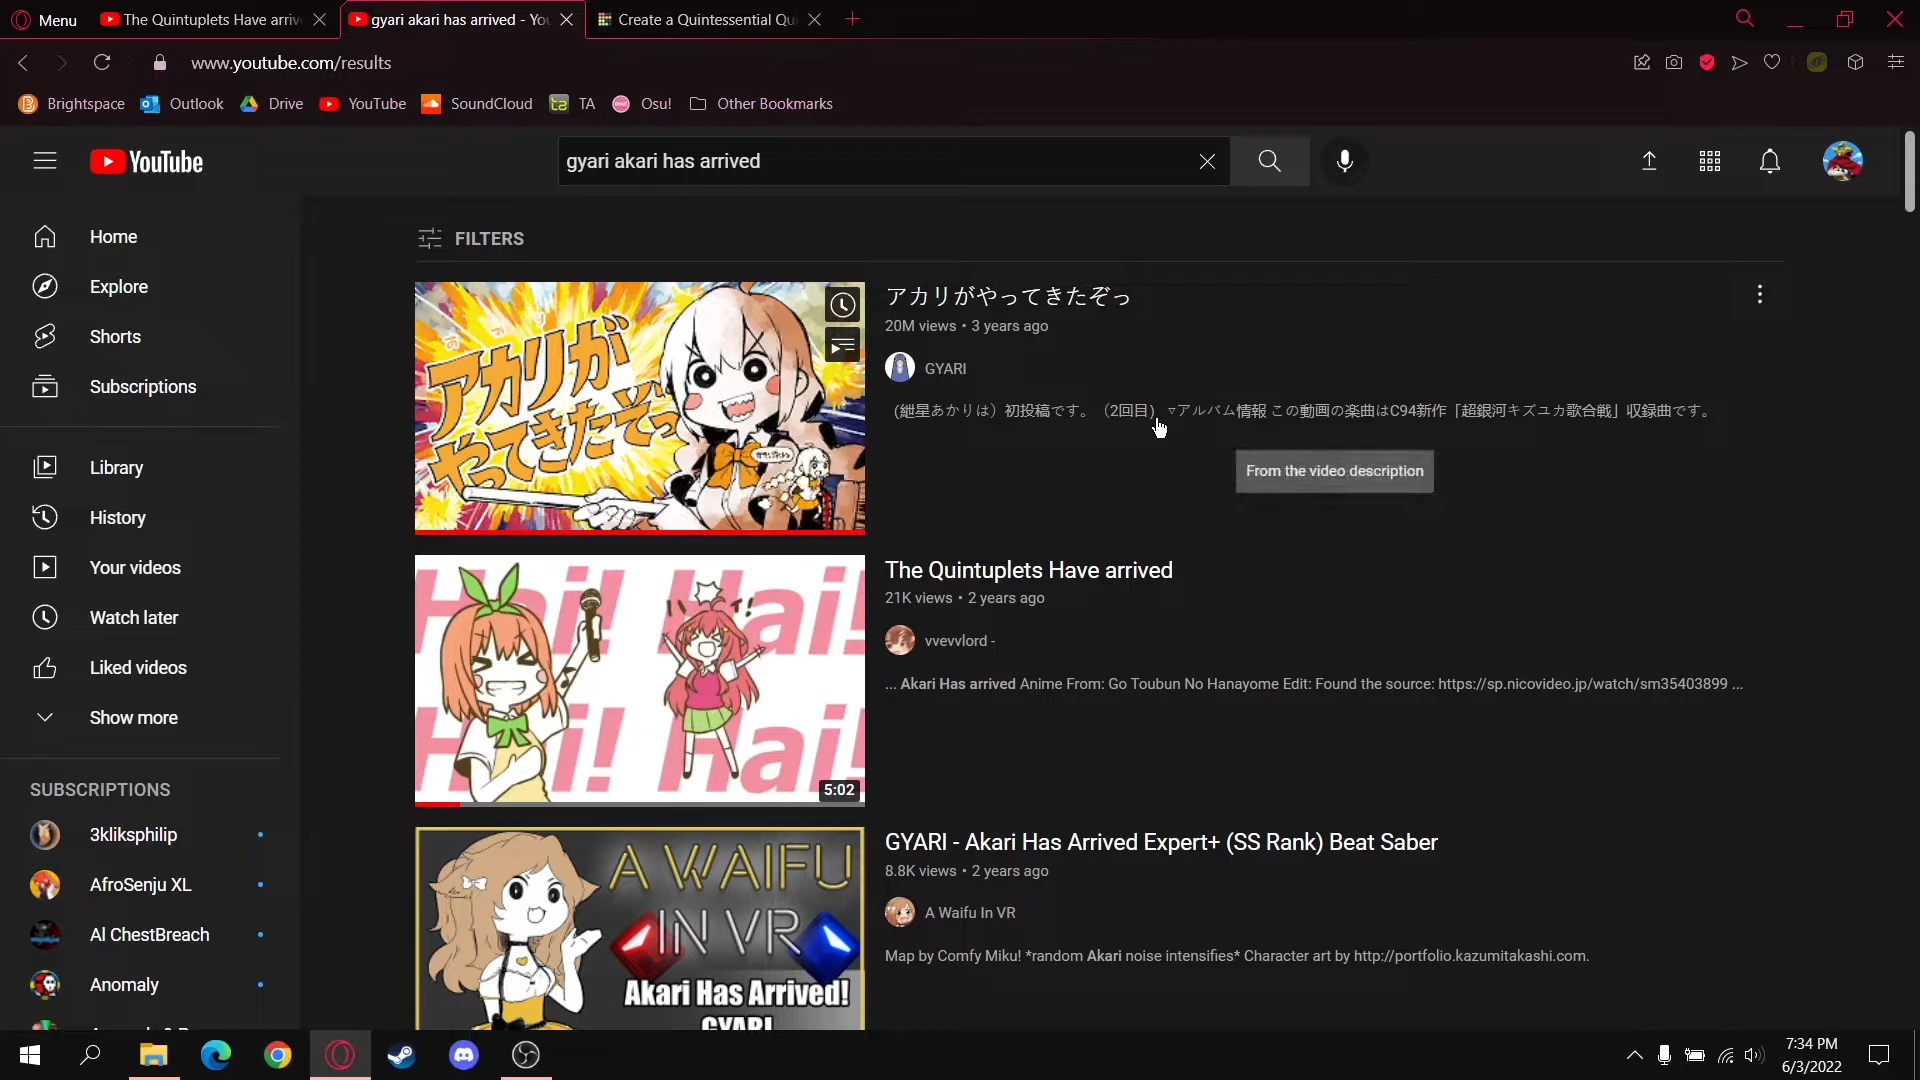 Menu
The Quintuplets Have arriv
gyari akari has arrived - Yo
Create a Quintessential Qu
www.youtube.com/results
Brightspace
Outlook
Drive
YouTube
SoundCloud
TA
Osu!
Other Bookmarks
YouTube
gyari akari has arrived
Home
Explore
Shorts
Subscriptions
Library
History
Your videos
Watch later
Liked videos
Show more
SUBSCRIPTIONS
3kliksphilip
AfroSenju XL
Al ChestBreach
Anomaly
FILTERS
アカリが
やってきたぞっ
アカリがやってきたぞっ
20M views • 3 years ago
GYARI
(紲星あかりは）初投稿です。（2回目) ▿アルバム情報 この動画の楽曲はC94新作「超銀河キズユカ歌合戦」収録曲です。
From the video description
Hai! Hai!
Hai! Hai!
5:02
The Quintuplets Have arrived
21K views • 2 years ago
vvevvlord -
... Akari Has arrived Anime From: Go Toubun No Hanayome Edit: Found the source: https://sp.nicovideo.jp/watch/sm35403899 ...
A WAIFU
IN VR
Akari Has Arrived!
GYARI
GYARI - Akari Has Arrived Expert+ (SS Rank) Beat Saber
8.8K views • 2 years ago
A Waifu In VR
Map by Comfy Miku! *random Akari noise intensifies* Character art by http://portfolio.kazumitakashi.com.
7:34 PM
6/3/2022